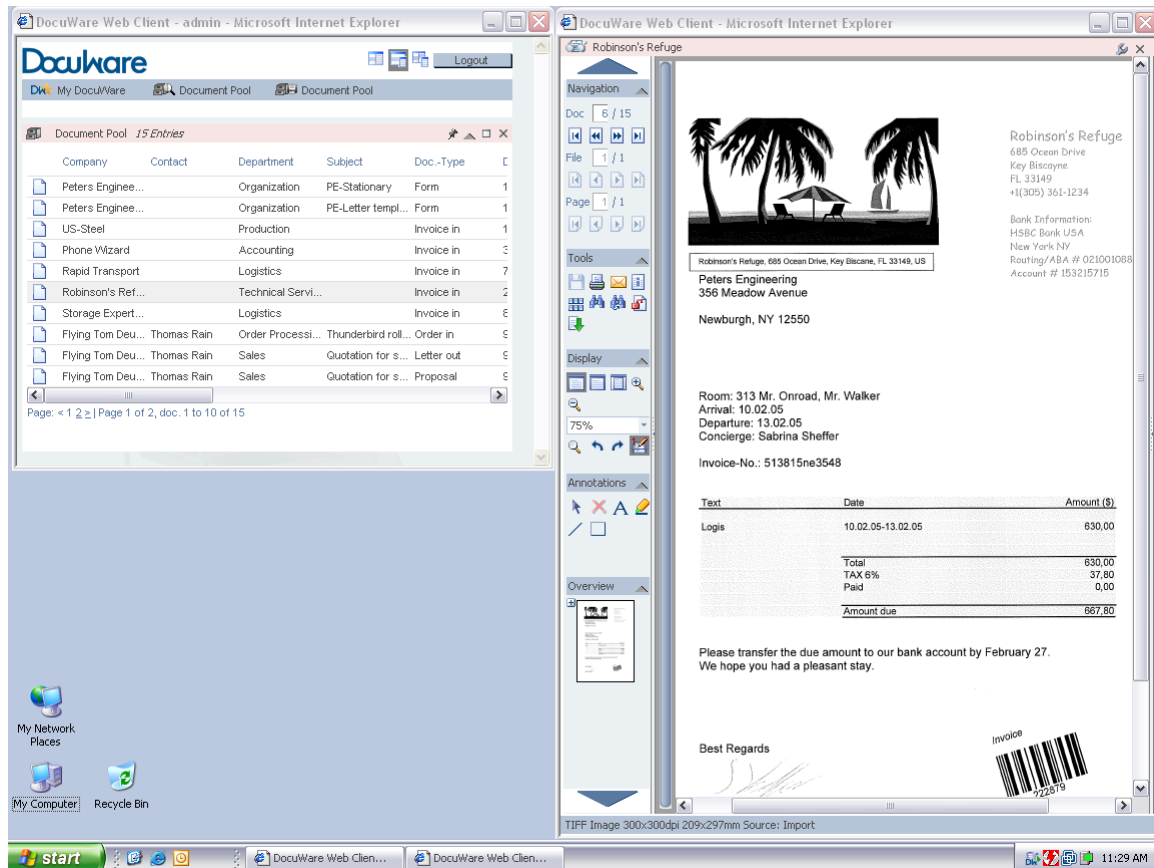 DocuWare Web Client - admin - Microsoft Internet Explorer
DocuWare
Logout
My DocuWare Document Pool Document Pool
Document Pool 15 Entries
Company Contact Department Subject Doc.-Type D
Peters Enginee... Organization PE-Stationary Form 1
Peters Enginee... Organization PE-Letter templ... Form 1
US-Steel Production Invoice in 1
Phone Wizard Accounting Invoice in 3
Rapid Transport Logistics Invoice in 7
Robinson's Ref... Technical Servi... Invoice in 2
Storage Expert... Logistics Invoice in 8
Flying Tom Deu... Thomas Rain Order Processi... Thunderbird roll... Order in 9
Flying Tom Deu... Thomas Rain Sales Quotation for s... Letter out 9
Flying Tom Deu... Thomas Rain Sales Quotation for s... Proposal 9
Page: < 1 2 > | Page 1 of 2, doc. 1 to 10 of 15
My Network
Places
My Computer
Recycle Bin
DocuWare Web Client - Microsoft Internet Explorer
Robinson's Refuge
Navigation
Doc 6 / 15
File 1 / 1
Page 1 / 1
Tools
Display
75%
Annotations
Overview
Robinson's Refuge
685 Ocean Drive
Key Biscayne
FL 33149
+1(305) 361-1234
Bank Information:
HSBC Bank USA
New York NY
Routing/ABA # 021001088
Account # 153215715
Robinson's Refuge, 685 Ocean Drive, Key Biscane, FL 33149, US
Peters Engineering
356 Meadow Avenue
Newburgh, NY 12550
Room: 313 Mr. Onroad, Mr. Walker
Arrival: 10.02.05
Departure: 13.02.05
Concierge: Sabrina Sheffer
Invoice-No.: 513815ne3548
Text Date Amount ($)
Logis 10.02.05-13.02.05 630,00
Total 630,00
TAX 6% 37,80
Paid 0,00
Amount due 667,80
Please transfer the due amount to our bank account by February 27.
We hope you had a pleasant stay.
Best Regards
Invoice
222879
TIFF Image 300x300dpi 209x297mm Source: Import
start
DocuWare Web Clien...
DocuWare Web Clien...
11:29 AM